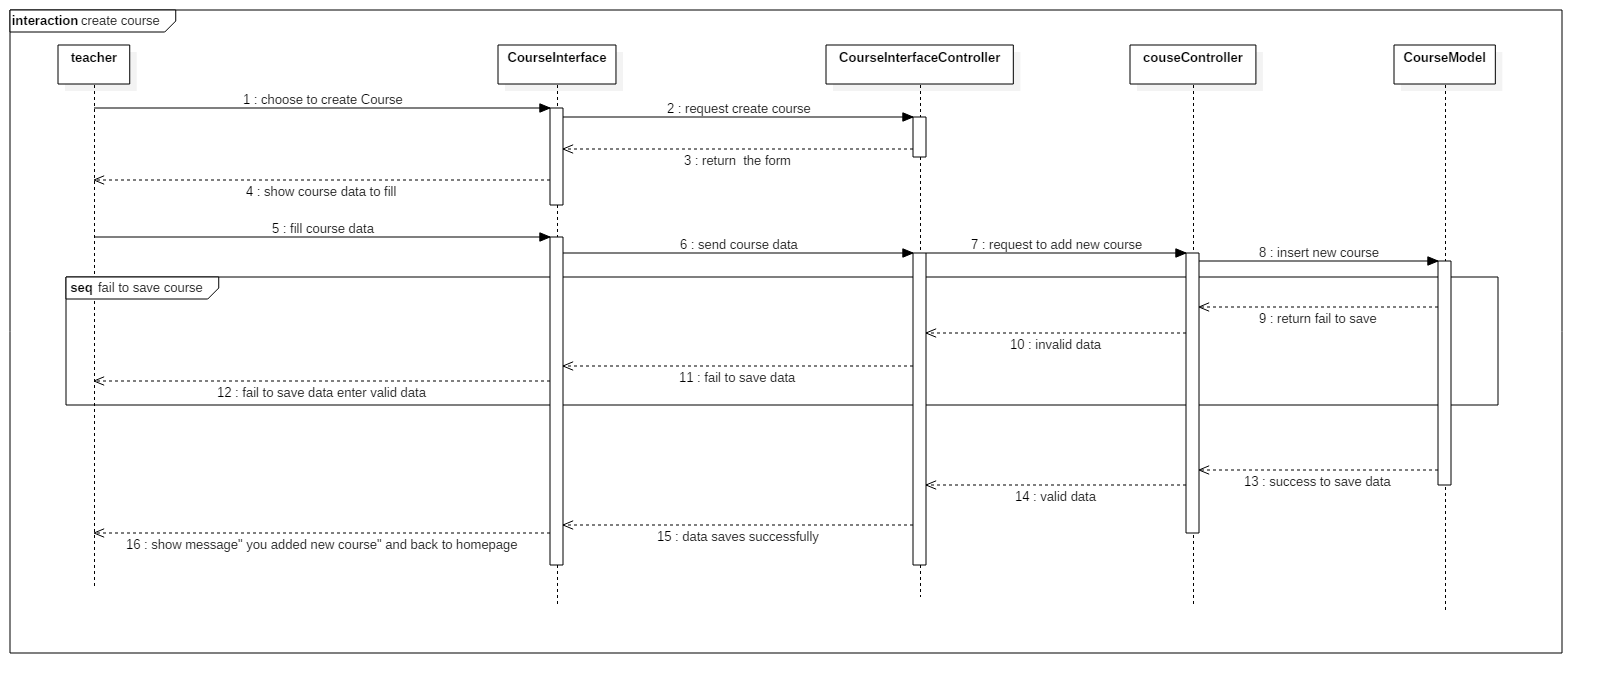 interaction create course
teacher
CourseInterface
CourseInterfaceController
couseController
CourseModel
1 : choose to create Course
2 : request create course
3 : return  the form
4 : show course data to fill
5 : fill course data
6 : send course data
7 : request to add new course
8 : insert new course
seq fail to save course
9 : return fail to save
10 : invalid data
11 : fail to save data
12 : fail to save data enter valid data
13 : success to save data
14 : valid data
15 : data saves successfully
16 : show message" you added new course" and back to homepage